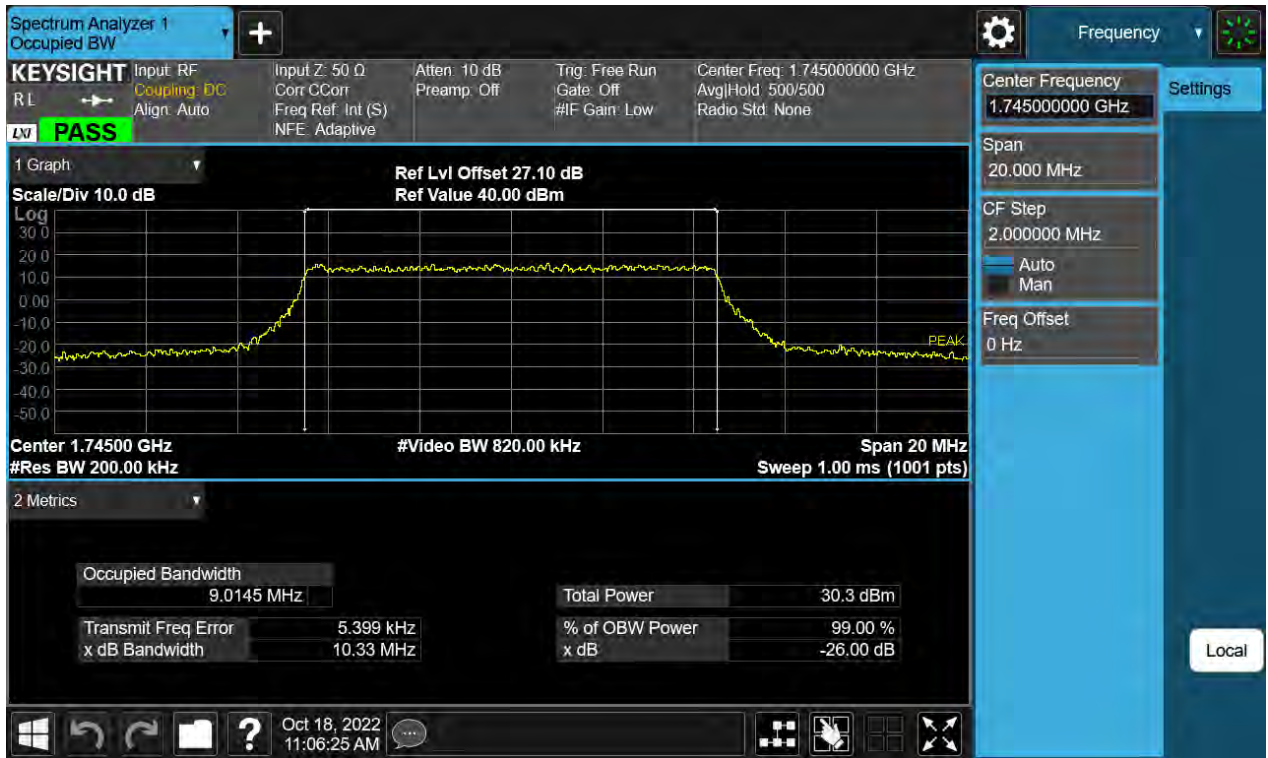 Spectrum Analyzer 1
Occupied BW
+
Frequency
KEYSIGHT
RL
LXI PASS
Input: RF
Coupling: DC
Align: Auto
Input Z: 50 Ω
Corr CCorr
Freq Ref: Int (S)
NFE: Adaptive
Atten: 10 dB
Preamp: Off
Trig: Free Run
Gate: Off
#IF Gain: Low
Center Freq: 1.745000000 GHz
Avg|Hold: 500/500
Radio Std: None
Center Frequency
1.745000000 GHz
Settings
Span
20.000 MHz
CF Step
2.000000 MHz
Auto
Man
Freq Offset
0 Hz
Local
1 Graph
Scale/Div 10.0 dB
Ref Lvl Offset 27.10 dB
Ref Value 40.00 dBm
Log
30.0
20.0
10.0
0.00
-10.0
-20.0
-30.0
-40.0
-50.0
PEAK
Center 1.74500 GHz
#Video BW 820.00 kHz
Span 20 MHz
#Res BW 200.00 kHz
Sweep 1.00 ms (1001 pts)
2 Metrics
Occupied Bandwidth
9.0145 MHz
Total Power 30.3 dBm
Transmit Freq Error 5.399 kHz
% of OBW Power 99.00 %
x dB Bandwidth 10.33 MHz
x dB -26.00 dB
?
Oct 18, 2022
11:06:25 AM